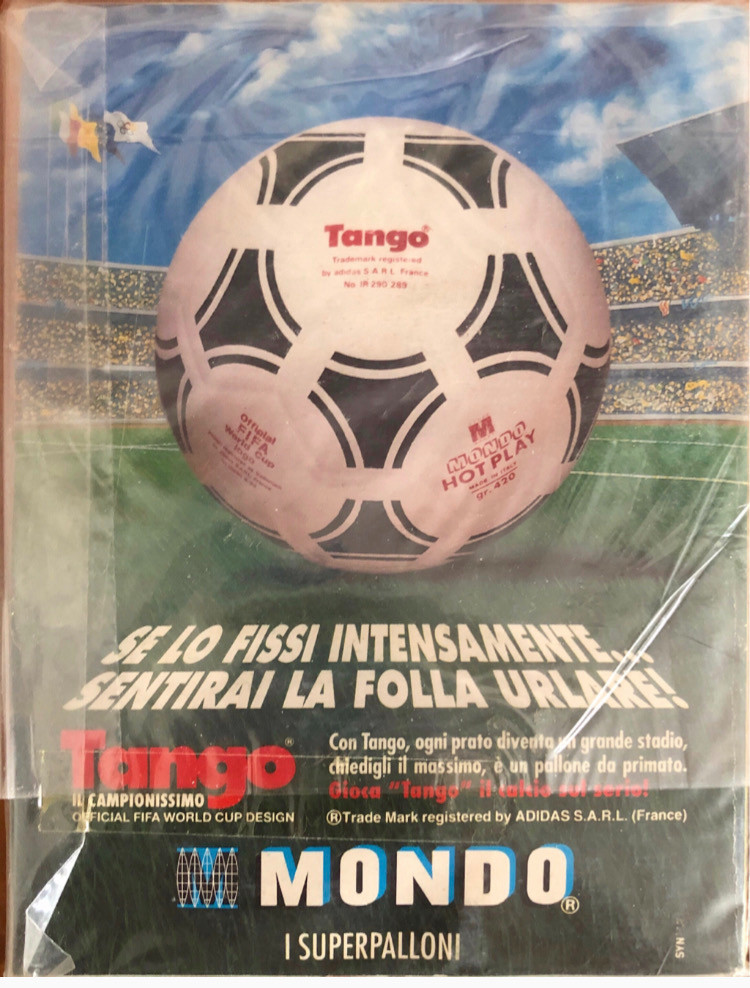 Tango®
Trademark registered
by adidas S.A.R.L. France
No. IR 290 269
Official
FIFA
World Cup
M
MONDO
HOT PLAY
MADE IN ITALY
gr. 420
SE LO FISSI INTENSAMENTE...
SENTIRAI LA FOLLA URLARE!
Tango®
IL CAMPIONISSIMO
OFFICIAL FIFA WORLD CUP DESIGN
Con Tango, ogni prato diventa un grande stadio,
chiedigli il massimo, è un pallone da primato.
Gioca "Tango" il calcio sul serio!
®Trade Mark registered by ADIDAS S.A.R.L. (France)
M MONDO®
I SUPERPALLONI
SYN